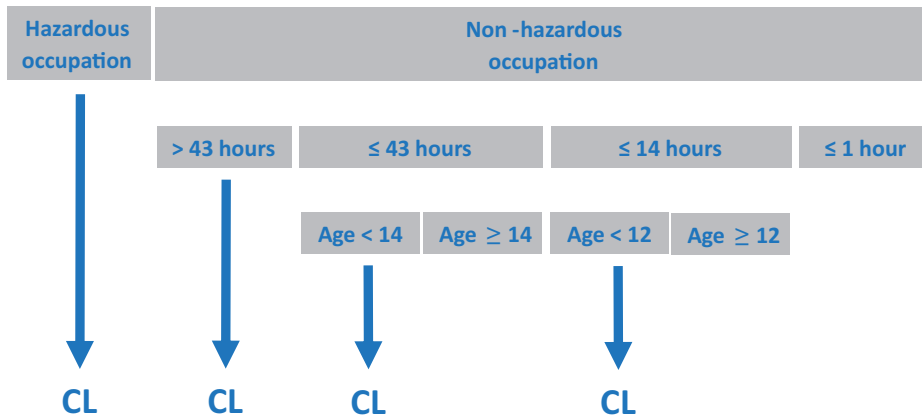 Hazardous
occupation
Non -hazardous
occupation
> 43 hours
≤ 43 hours
≤ 14 hours
≤ 1 hour
Age < 14
Age ≥ 14
Age < 12
Age ≥ 12
CL
CL
CL
CL